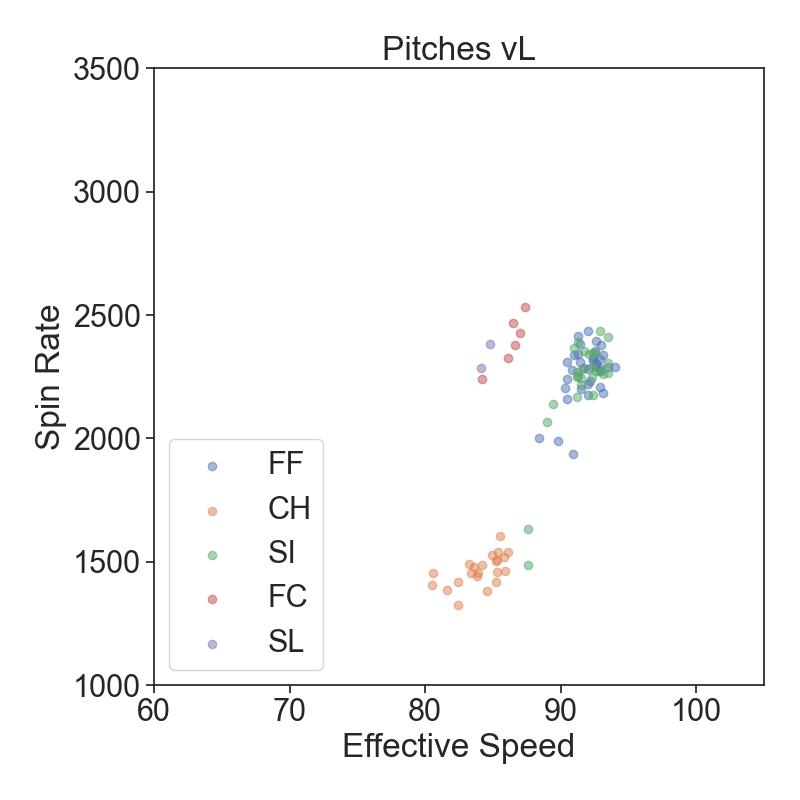 Pitches vL
3500
3000
2500
2000
1500
1000
Spin Rate
FF
CH
SI
FC
SL
60 70 80 90 100
Effective Speed